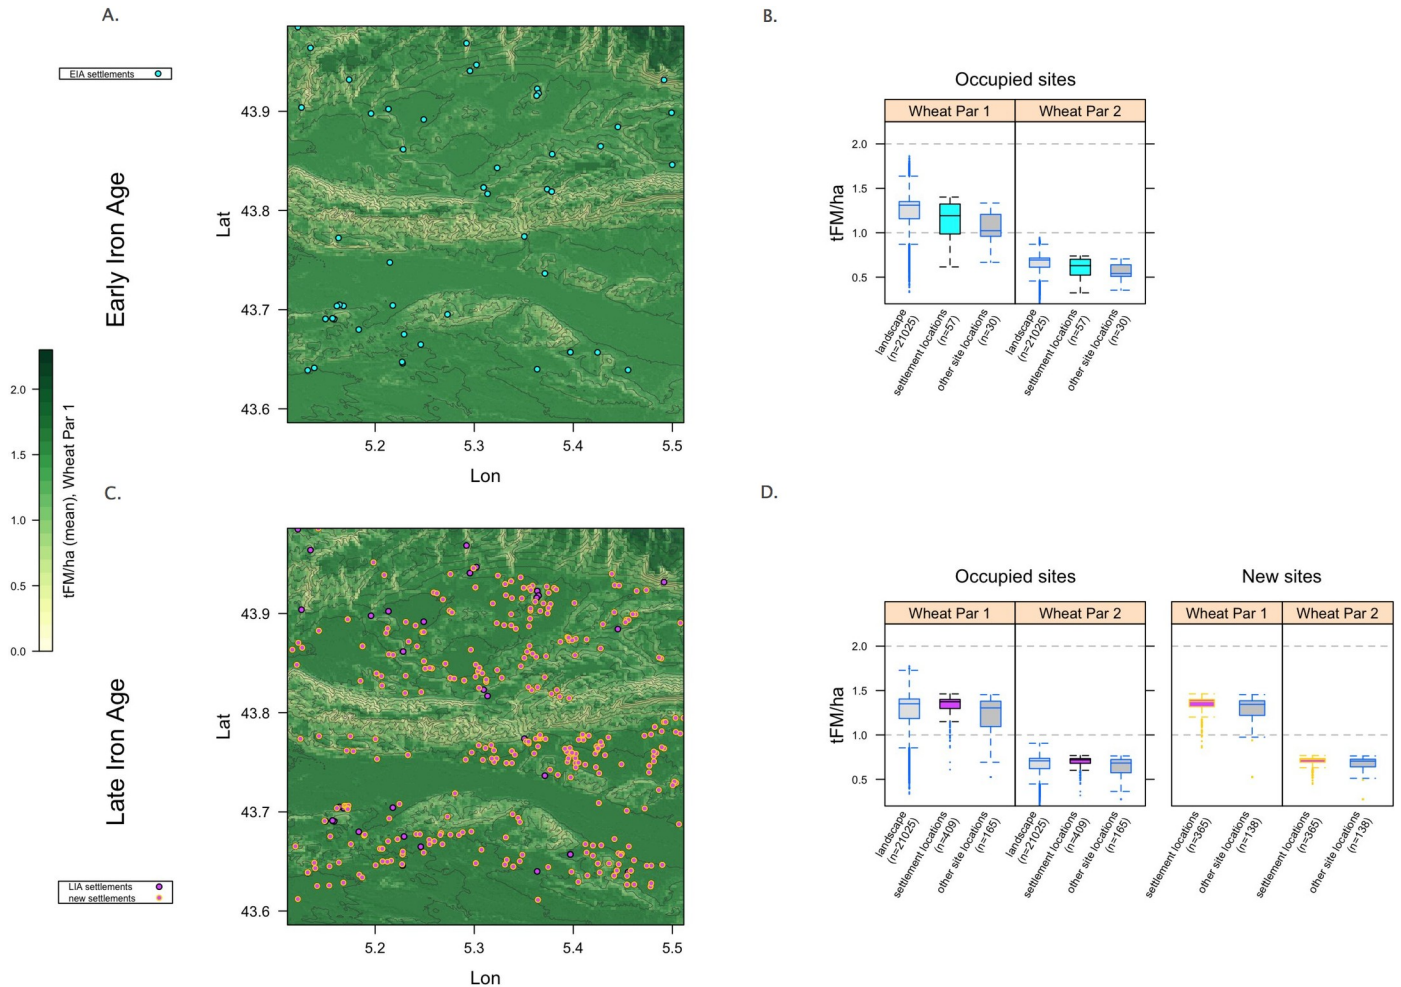 A.
EIA settlements
Early Iron Age
Lat
43.9
43.8
43.7
43.6
5.2
5.3
5.4
5.5
Lon
B.
Occupied sites
Wheat Par 1
Wheat Par 2
tFM/ha
2.0
1.5
1.0
0.5
landscape
(n=21025)
settlement locations
(n=57)
other site locations
(n=30)
landscape
(n=21025)
settlement locations
(n=57)
other site locations
(n=30)
tFM/ha (mean), Wheat Par 1
2.0
1.5
1.0
0.5
0.0
C.
Late Iron Age
LIA settlements
new settlements
Lat
43.9
43.8
43.7
43.6
5.2
5.3
5.4
5.5
Lon
D.
Occupied sites
Wheat Par 1
Wheat Par 2
tFM/ha
2.0
1.5
1.0
0.5
landscape
(n=21025)
settlement locations
(n=409)
other site locations
(n=165)
landscape
(n=21025)
settlement locations
(n=409)
other site locations
(n=165)
New sites
Wheat Par 1
Wheat Par 2
settlement locations
(n=365)
other site locations
(n=138)
settlement locations
(n=365)
other site locations
(n=138)